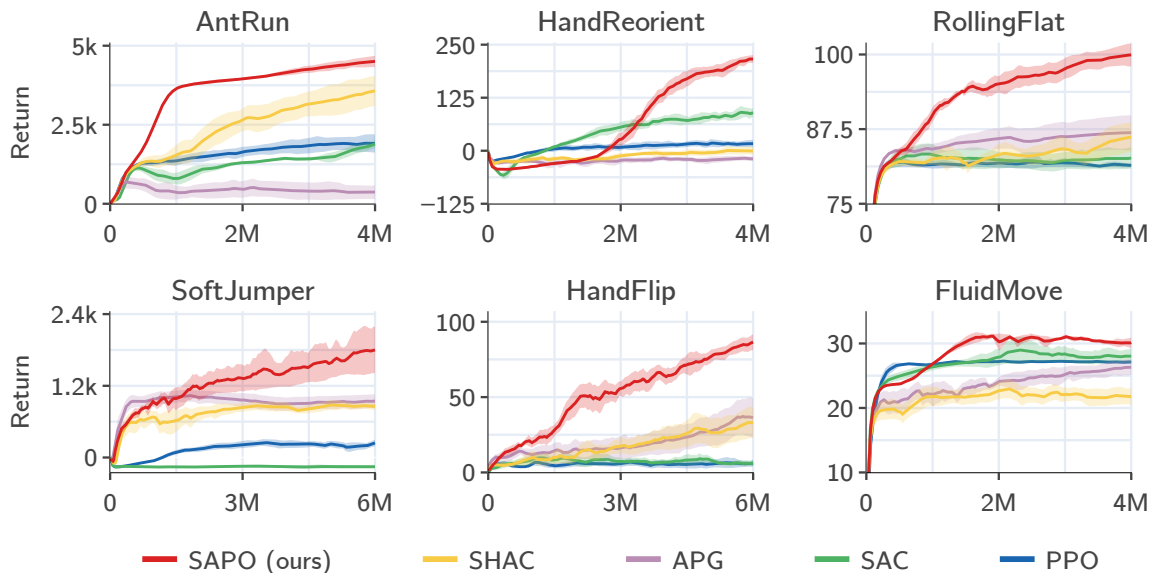 AntRun
HandReorient
RollingFlat
Return
5k
2.5k
0
0
2M
4M
250
125
0
−125
0
2M
4M
100
87.5
75
0
2M
4M
SoftJumper
HandFlip
FluidMove
Return
2.4k
1.2k
0
0
3M
6M
100
50
0
0
3M
6M
30
20
10
0
2M
4M
SAPO (ours)
SHAC
APG
SAC
PPO